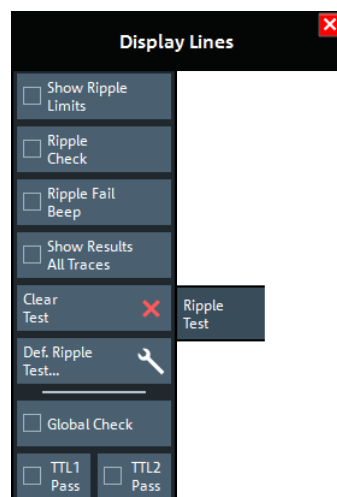 Display Lines
Show Ripple
Limits
Ripple
Check
Ripple Fail
Beep
Show Results
All Traces
Clear
Test
Ripple
Test
Def. Ripple
Test...
Global Check
TTL1
Pass
TTL2
Pass